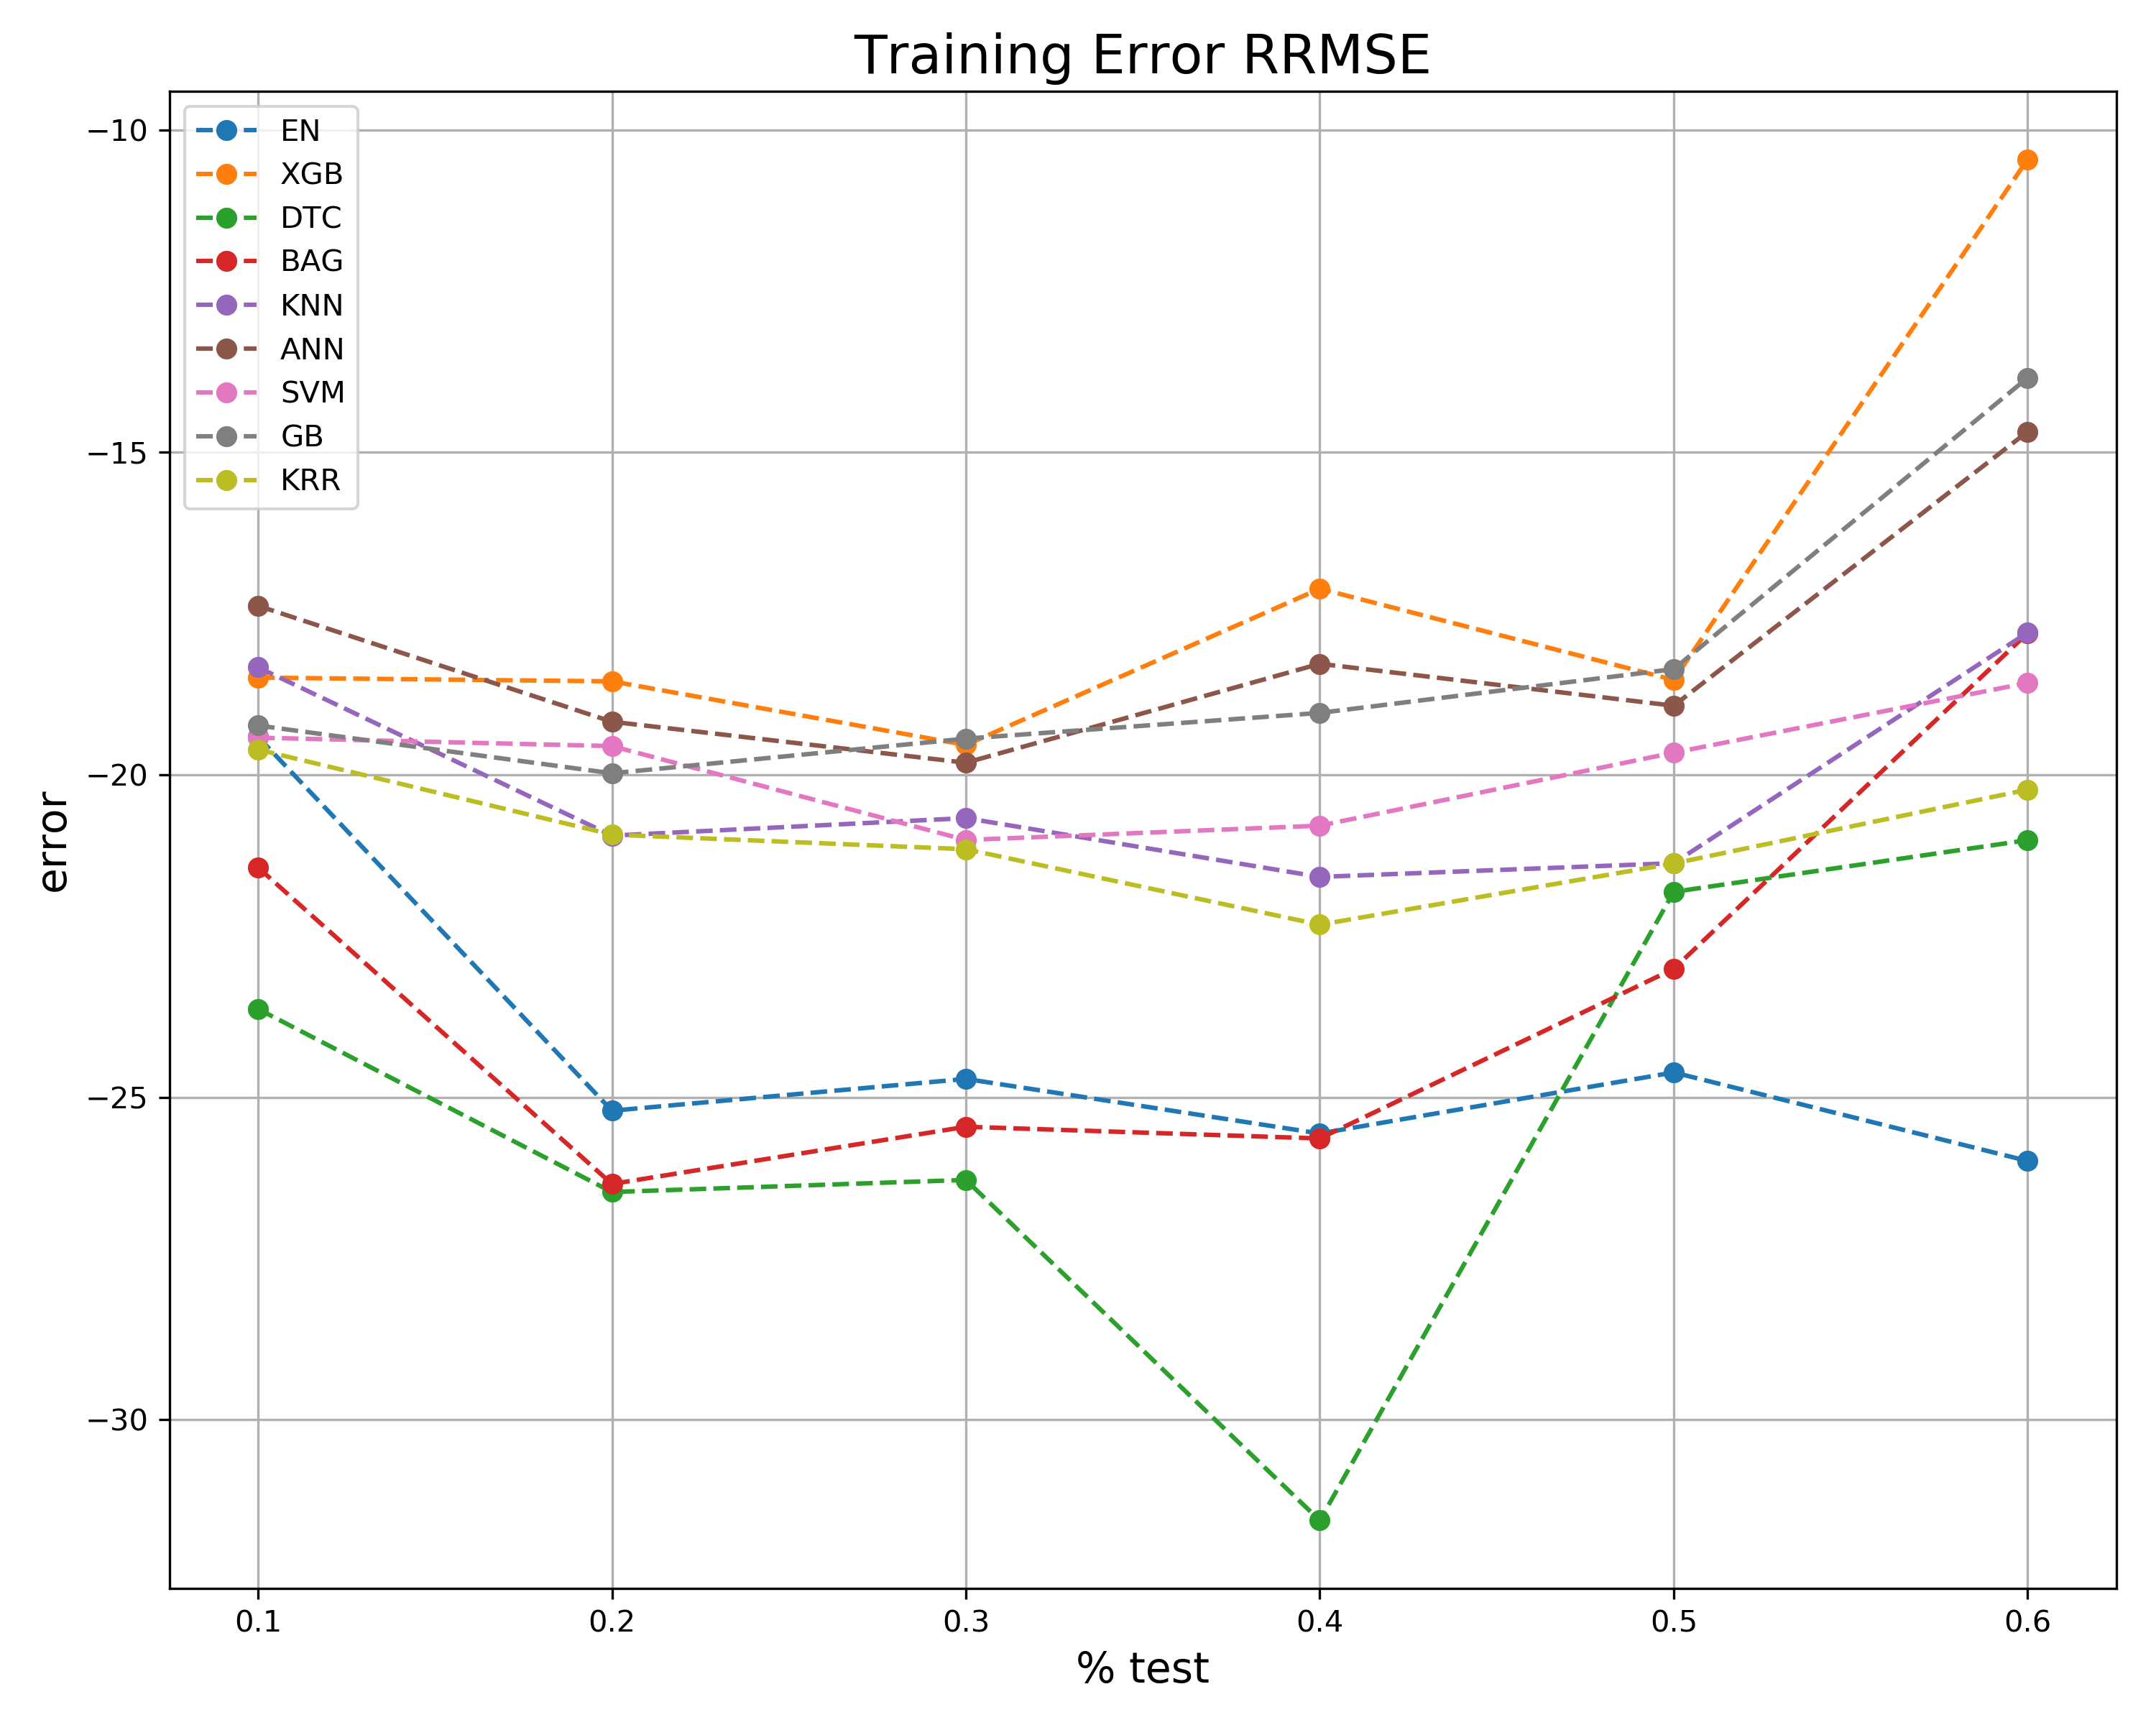 Training Error RRMSE
−10
−15
−20
−25
−30
error
EN
XGB
DTC
BAG
KNN
ANN
SVM
GB
KRR
0.1 0.2 0.3 0.4 0.5 0.6
% test